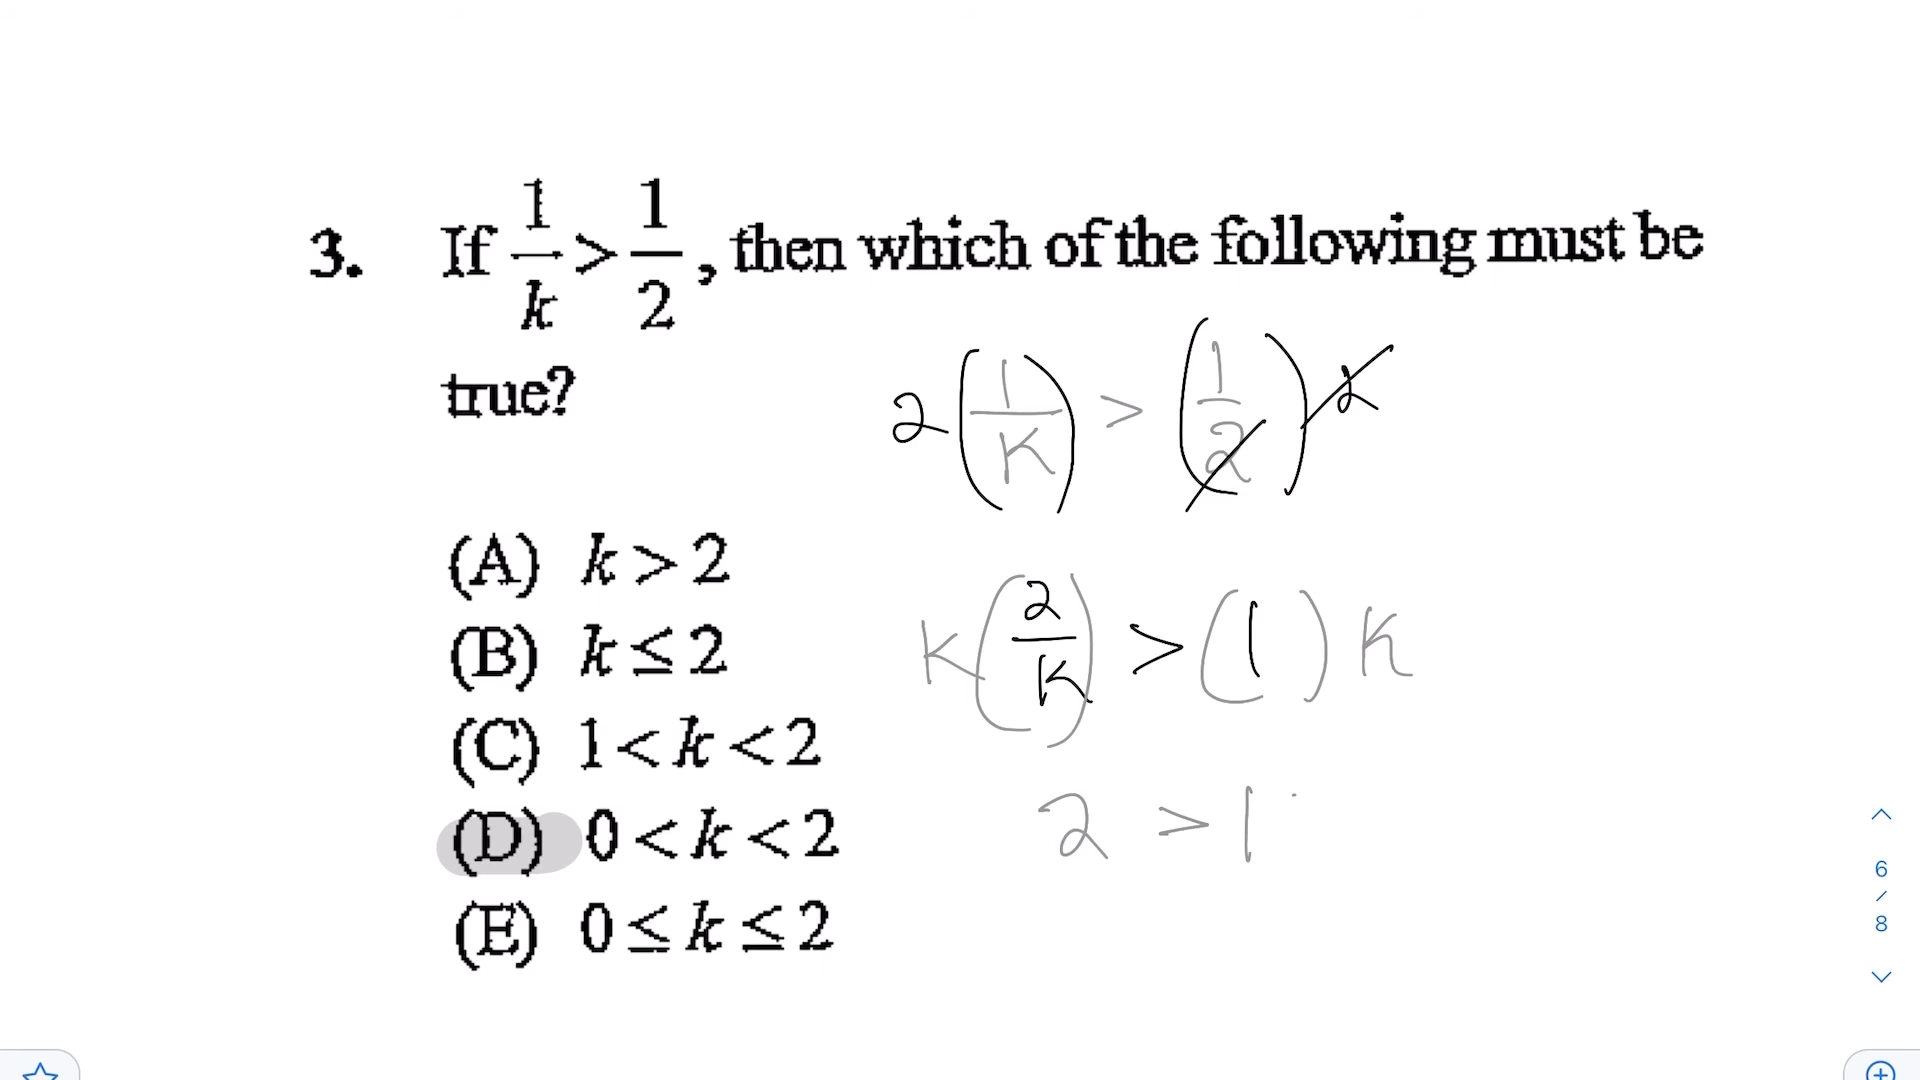 3. If 1/k > 1/2, then which of the following must be
true?
2(1/K) > (1/2)2
(A) k > 2
(B) k ≤ 2
K(2/K) > (1)K
(C) 1 < k < 2
(D) 0 < k < 2
2 > 1
(E) 0 ≤ k ≤ 2
6
/
8